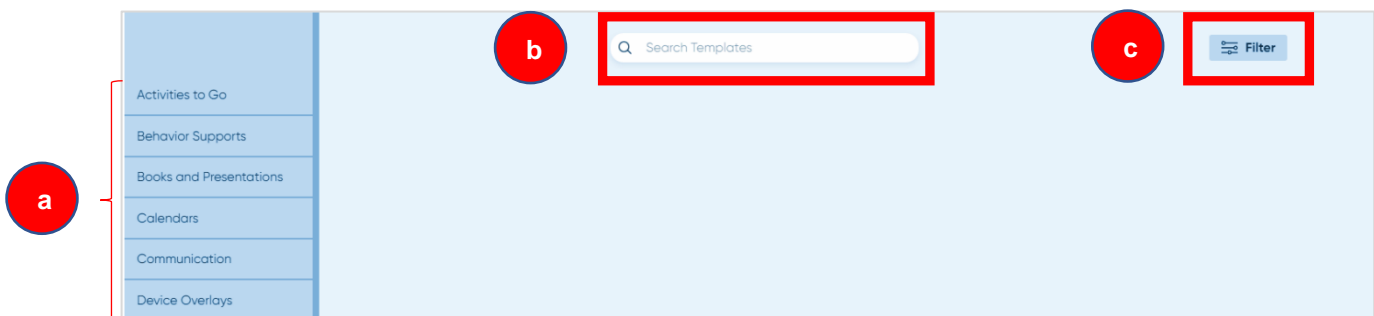 b
Search Templates
c
Filter
a
Activities to Go
Behavior Supports
Books and Presentations
Calendars
Communication
Device Overlays